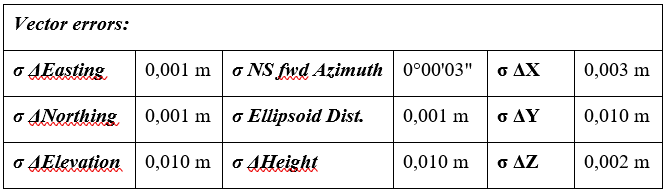 Vector errors:
σ ΔEasting 0,001 m σ NS fwd Azimuth 0°00'03" σ ΔX 0,003 m
σ ΔNorthing 0,001 m σ Ellipsoid Dist. 0,001 m σ ΔY 0,010 m
σ ΔElevation 0,010 m σ ΔHeight 0,010 m σ ΔZ 0,002 m